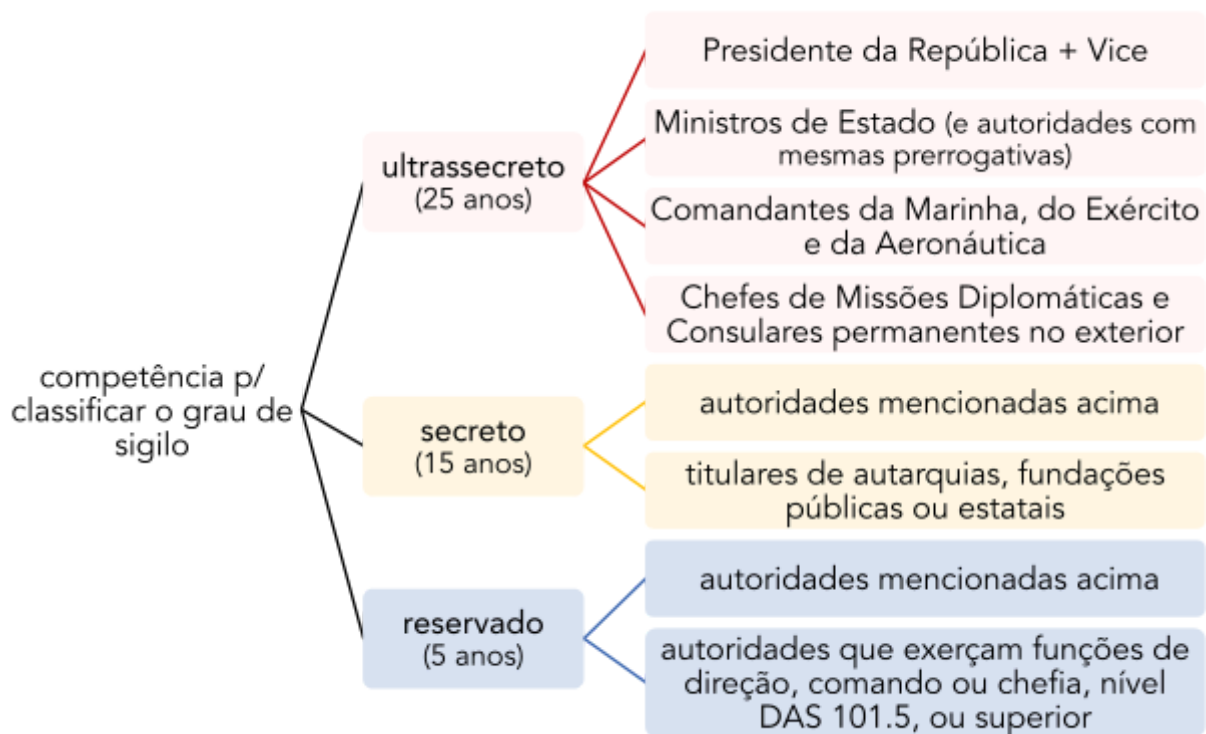 competência p/
classificar o grau de
sigilo
ultrassecreto
(25 anos)
Presidente da República + Vice
Ministros de Estado (e autoridades com
mesmas prerrogativas)
Comandantes da Marinha, do Exército
e da Aeronáutica
Chefes de Missões Diplomáticas e
Consulares permanentes no exterior
secreto
(15 anos)
autoridades mencionadas acima
titulares de autarquias, fundações
públicas ou estatais
reservado
(5 anos)
autoridades mencionadas acima
autoridades que exerçam funções de
direção, comando ou chefia, nível
DAS 101.5, ou superior